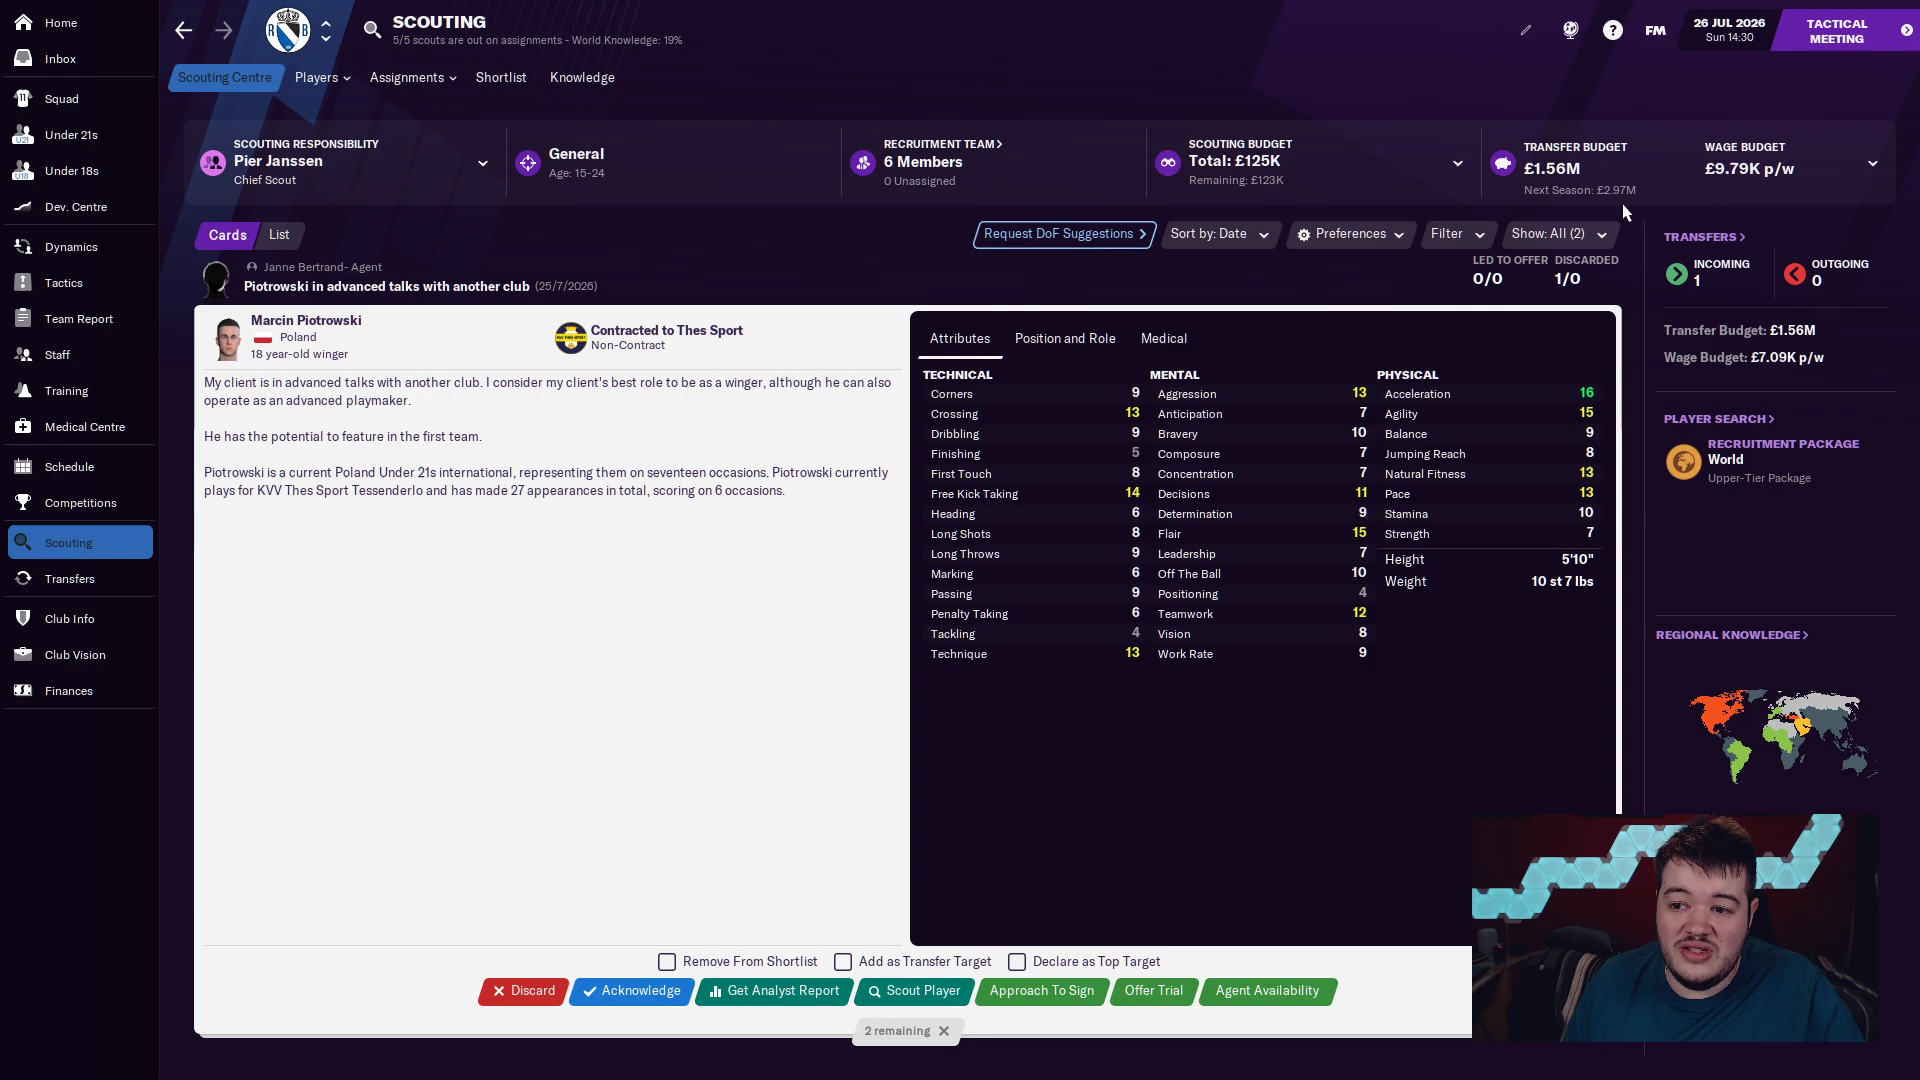 Home
Inbox
Squad
Under 21s
Under 18s
Dev. Centre
Dynamics
Tactics
Team Report
Staff
Training
Medical Centre
Schedule
Competitions
Scouting
Transfers
Club Info
Club Vision
Finances
SCOUTING
5/5 scouts are out on assignments - World Knowledge: 19%
FM
26 JUL 2026
Sun 14:30
TACTICAL
MEETING
Scouting Centre Players Assignments Shortlist Knowledge
SCOUTING RESPONSIBILITY
Pier Janssen
Chief Scout
General
Age: 15-24
RECRUITMENT TEAM >
6 Members
0 Unassigned
SCOUTING BUDGET
Total: £125K
Remaining: £123K
TRANSFER BUDGET
£1.56M
Next Season: £2.97M
WAGE BUDGET
£9.79K p/w
Cards List
Request DoF Suggestions > Sort by: Date Preferences Filter Show: All (2)
Janne Bertrand- Agent
Piotrowski in advanced talks with another club (25/7/2026)
LED TO OFFER DISCARDED
0/0 1/0
Marcin Piotrowski
Poland
18 year-old winger
Contracted to Thes Sport
Non-Contract
My client is in advanced talks with another club. I consider my client's best role to be as a winger, although he can also
operate as an advanced playmaker.
He has the potential to feature in the first team.
Piotrowski is a current Poland Under 21s international, representing them on seventeen occasions. Piotrowski currently
plays for KVV Thes Sport Tessenderlo and has made 27 appearances in total, scoring on 6 occasions.
Attributes Position and Role Medical
TECHNICAL MENTAL PHYSICAL
Corners 9 Aggression 13 Acceleration 16
Crossing 13 Anticipation 7 Agility 15
Dribbling 9 Bravery 10 Balance 9
Finishing 5 Composure 7 Jumping Reach 8
First Touch 8 Concentration 7 Natural Fitness 13
Free Kick Taking 14 Decisions 11 Pace 13
Heading 6 Determination 9 Stamina 10
Long Shots 8 Flair 15 Strength 7
Long Throws 9 Leadership 7 Height 5'10"
Marking 6 Off The Ball 10 Weight 10 st 7 lbs
Passing 9 Positioning 4
Penalty Taking 6 Teamwork 12
Tackling 4 Vision 8
Technique 13 Work Rate 9
Remove From Shortlist Add as Transfer Target Declare as Top Target
Discard Acknowledge Get Analyst Report Scout Player Approach To Sign Offer Trial Agent Availability
2 remaining
TRANSFERS >
INCOMING
1
OUTGOING
0
Transfer Budget: £1.56M
Wage Budget: £7.09K p/w
PLAYER SEARCH >
RECRUITMENT PACKAGE
World
Upper-Tier Package
REGIONAL KNOWLEDGE >